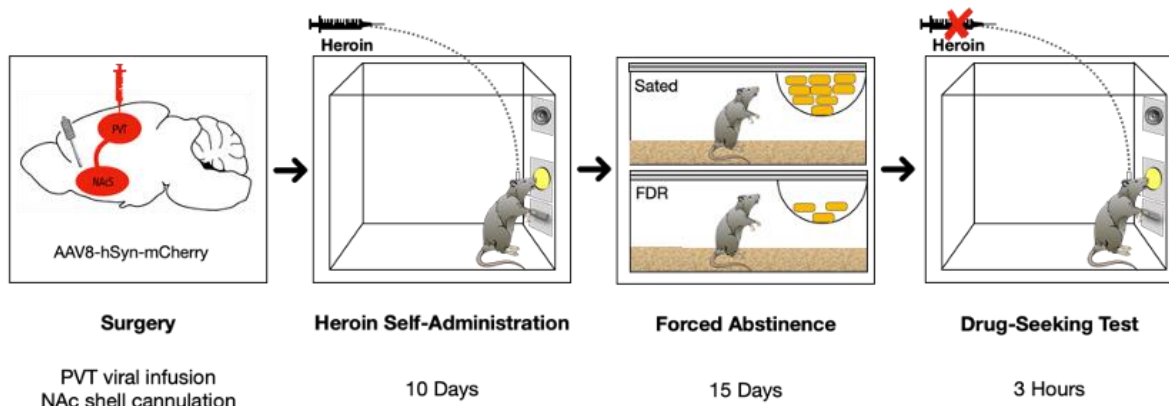 Heroin
Heroin
PVT
NAcS
Sated
FDR
AAV8-hSyn-mCherry
Surgery
Heroin Self-Administration
Forced Abstinence
Drug-Seeking Test
PVT viral infusion
NAc shell cannulation
10 Days
15 Days
3 Hours